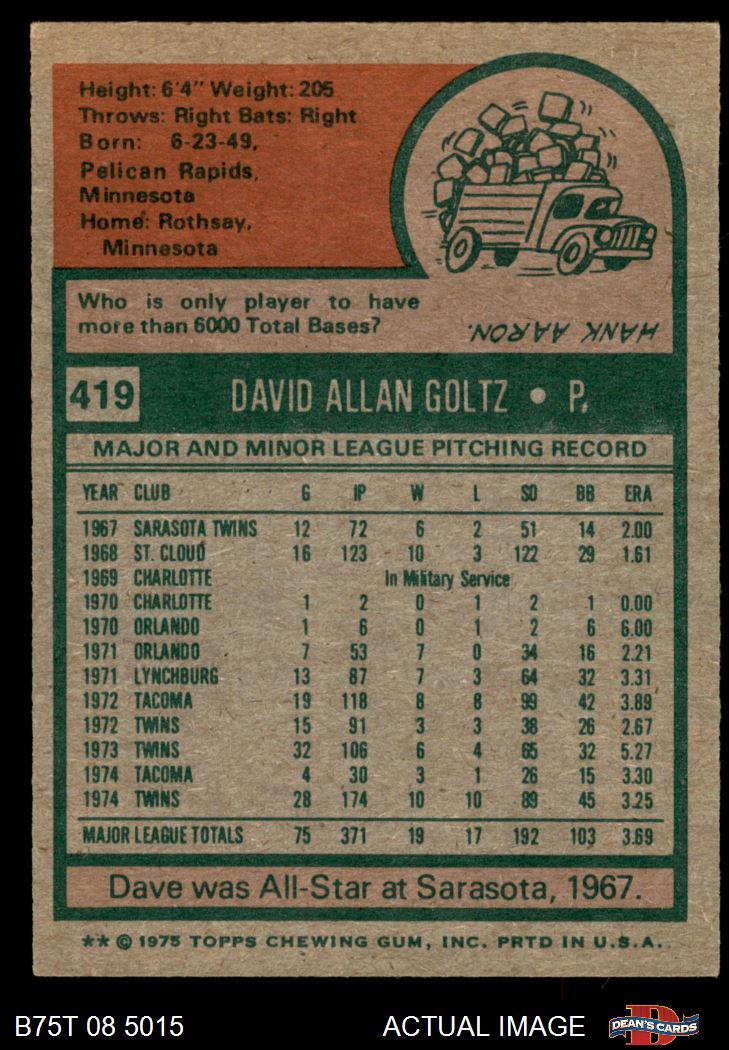 Height: 6'4" Weight: 205
Throws: Right Bats: Right
Born: 6-23-49,
Pelican Rapids,
Minnesota
Home: Rothsay,
Minnesota
Who is only player to have
more than 6000 Total Bases?
HANK AARON.
419 DAVID ALLAN GOLTZ • P.
MAJOR AND MINOR LEAGUE PITCHING RECORD
YEAR CLUB G IP W L SO BB ERA
1967 SARASOTA TWINS 12 72 6 2 51 14 2.00
1968 ST. CLOUD 16 123 10 3 122 29 1.61
1969 CHARLOTTE In Military Service
1970 CHARLOTTE 1 2 0 1 2 1 0.00
1970 ORLANDO 1 6 0 1 2 6 6.00
1971 ORLANDO 7 53 7 0 34 16 2.21
1971 LYNCHBURG 13 87 7 3 64 32 3.31
1972 TACOMA 19 118 8 8 99 42 3.89
1972 TWINS 15 91 3 3 38 26 2.67
1973 TWINS 32 106 6 4 65 32 5.27
1974 TACOMA 4 30 3 1 26 15 3.30
1974 TWINS 28 174 10 10 89 45 3.25
MAJOR LEAGUE TOTALS 75 371 19 17 192 103 3.69
Dave was All-Star at Sarasota, 1967.
** © 1975 TOPPS CHEWING GUM, INC. PRTD IN U.S.A.
B75T 08 5015 ACTUAL IMAGE D DEAN'S CARDS